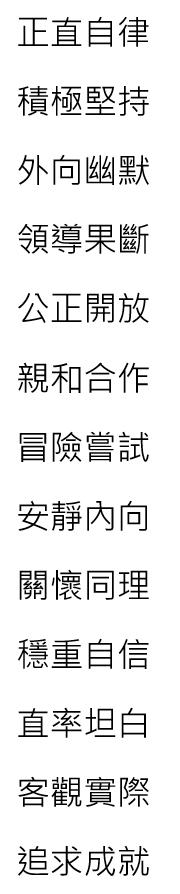 正直自律
積極堅持
外向幽默
領導果斷
公正開放
親和合作
冒險嘗試
安靜內向
關懷同理
穩重自信
直率坦白
客觀實際
追求成就